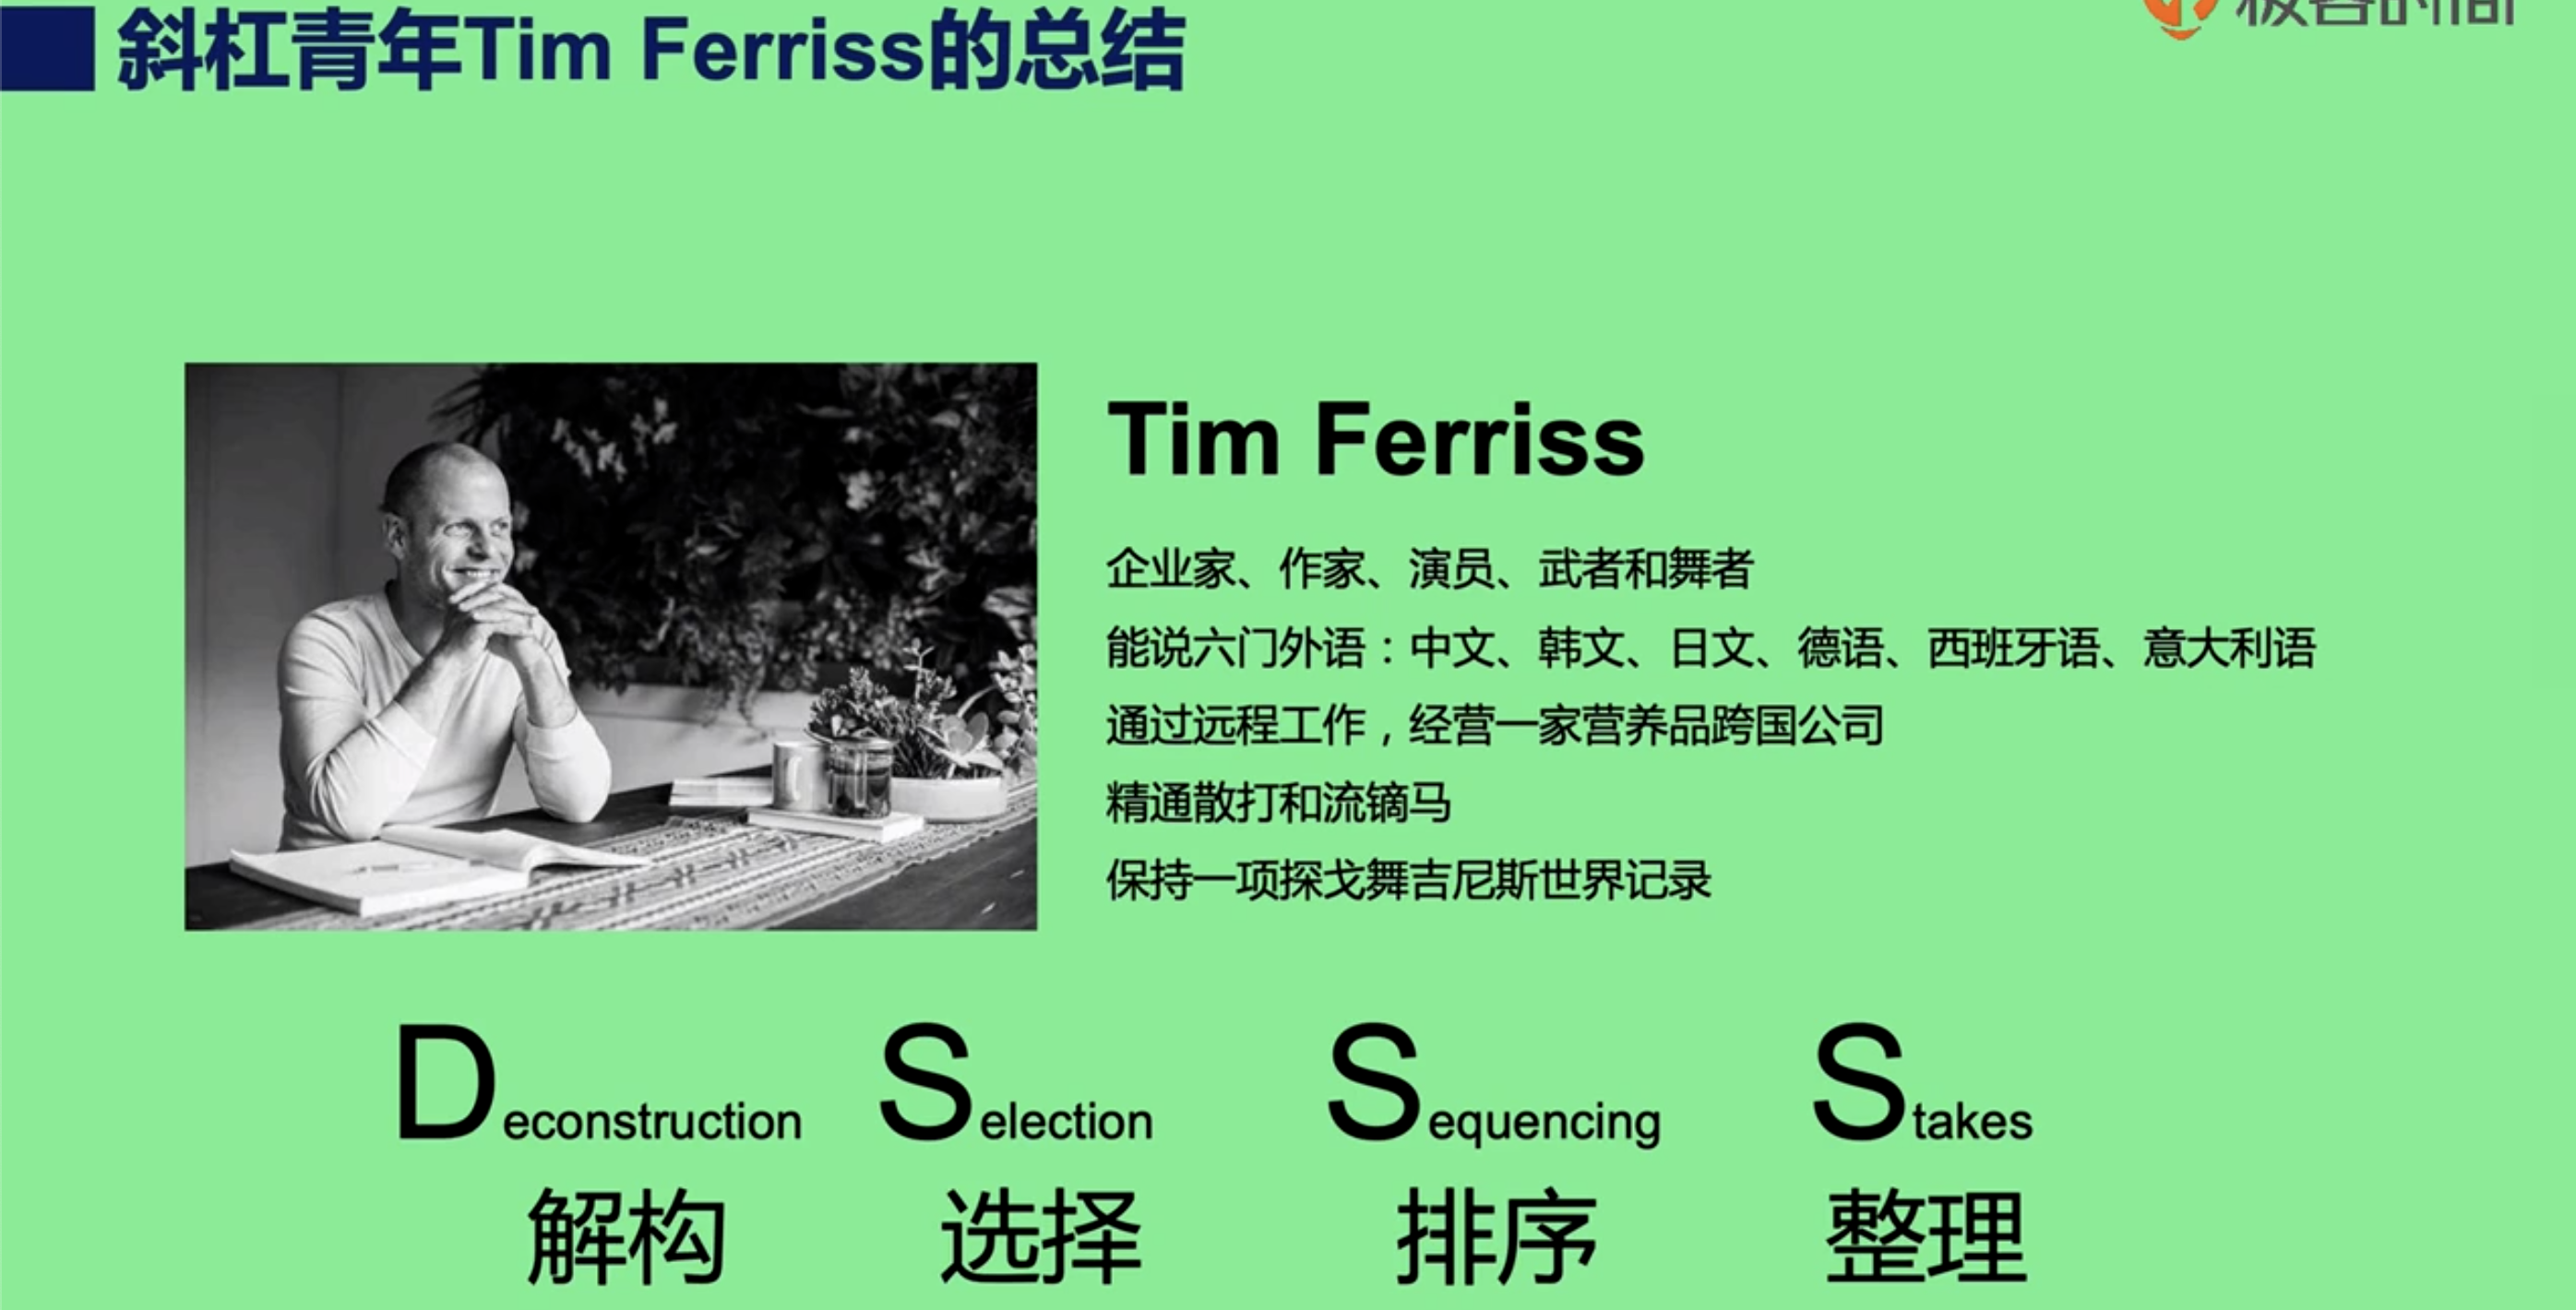 斜杠青年Tim Ferriss的总结
极客时间
Tim Ferriss
企业家、作家、演员、武者和舞者
能说六门外语：中文、韩文、日文、德语、西班牙语、意大利语
通过远程工作，经营一家营养品跨国公司
精通散打和流镝马
保持一项探戈舞吉尼斯世界记录
Deconstruction Selection Sequencing Stakes
解构 选择 排序 整理